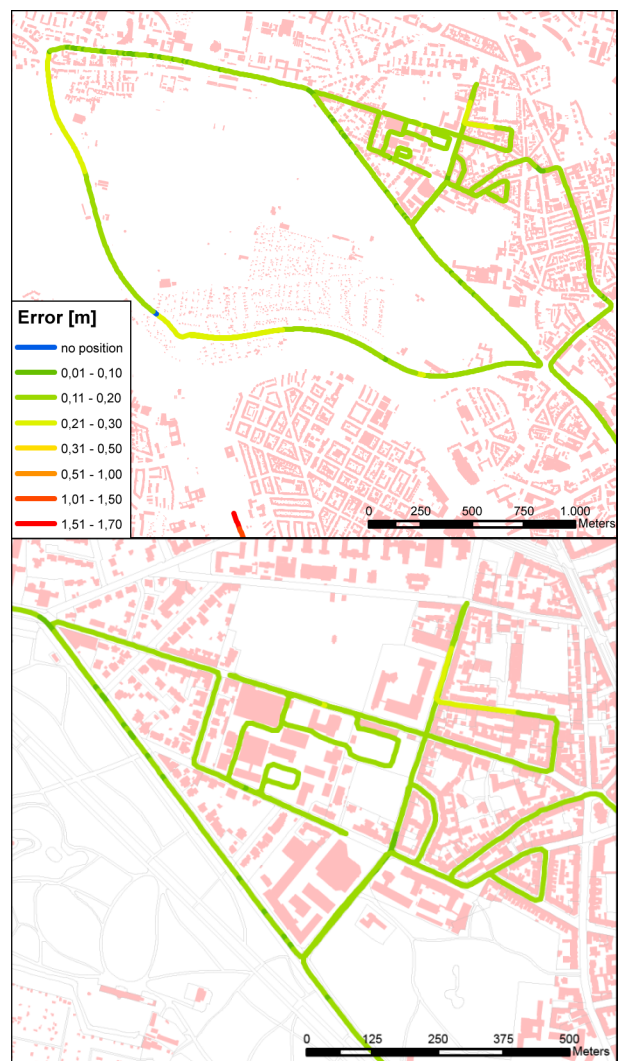 Error [m]
no position
0,01 - 0,10
0,11 - 0,20
0,21 - 0,30
0,31 - 0,50
0,51 - 1,00
1,01 - 1,50
1,51 - 1,70
0 250 500 750 1.000
Meters
0 125 250 375 500
Meters